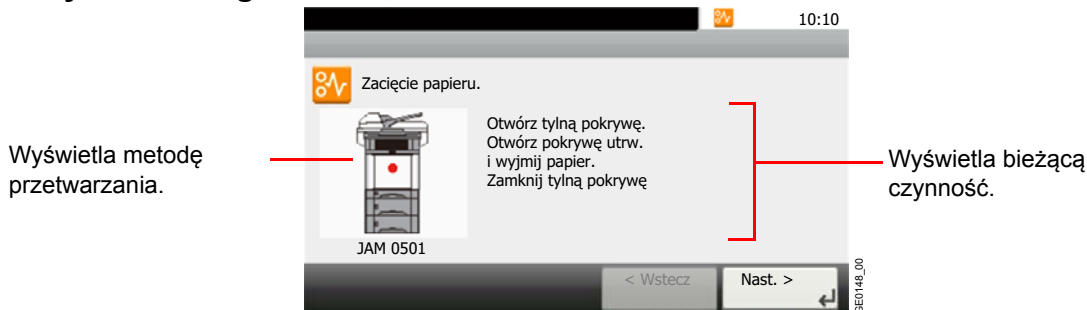 10:10
Zacięcie papieru.
Otwórz tylną pokrywę.
Otwórz pokrywę utrw.
i wyjmij papier.
Zamknij tylną pokrywę
Wyświetla metodę
przetwarzania.
Wyświetla bieżącą
czynność.
JAM 0501
< Wstecz
Nast. >
GE0148_00